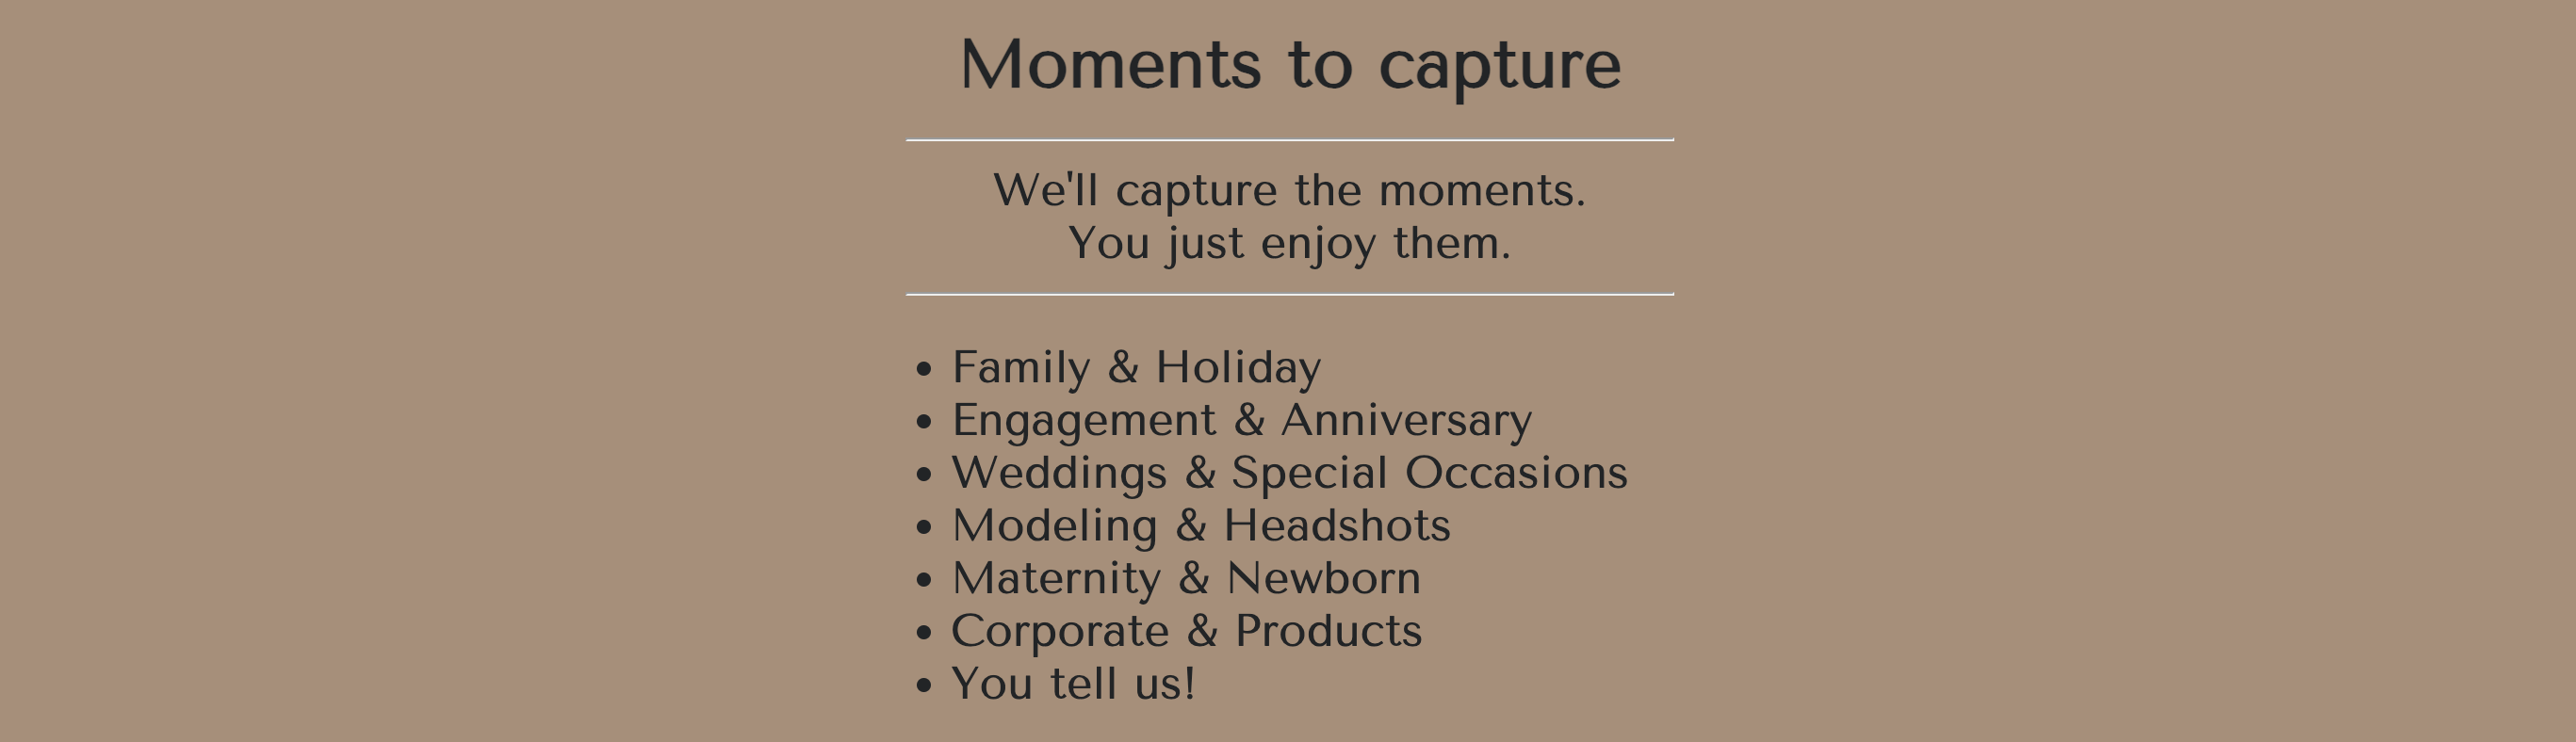 Moments to capture
We'll capture the moments.
You just enjoy them.
• Family & Holiday
• Engagement & Anniversary
• Weddings & Special Occasions
• Modeling & Headshots
• Maternity & Newborn
• Corporate & Products
• You tell us!